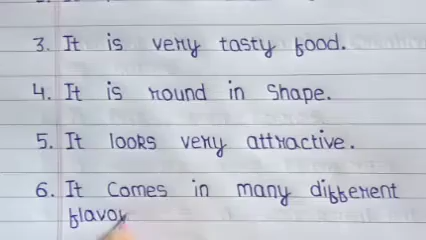 3. It is very tasty food.
4. It is round in Shape.
5. It looks very attractive.
6. It Comes in many different
flavo